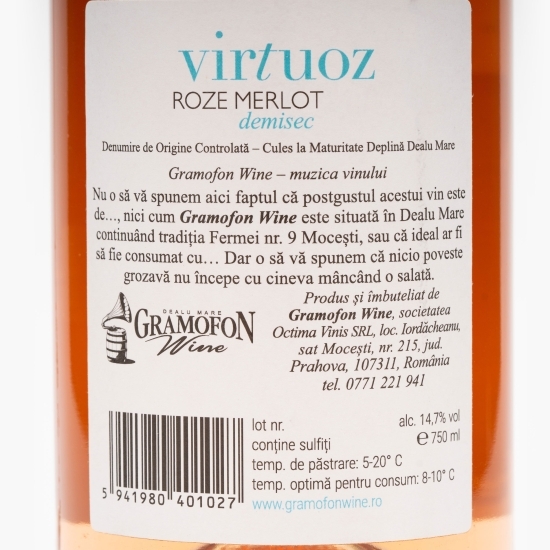 virtuoz
ROZE MERLOT
demisec
Denumire de Origine Controlată – Cules la Maturitate Deplină Dealu Mare
Gramofon Wine – muzica vinului
Nu o să vă spunem aici faptul că postgustul acestui vin este
de..., nici cum Gramofon Wine este situată în Dealu Mare
continuând tradiția Fermei nr. 9 Mocești, sau că ideal ar fi
să fie consumat cu… Dar o să vă spunem că nicio poveste
grozavă nu începe cu cineva mâncând o salată.
DEALU MARE
GRAMOFON
Wine
Produs și îmbuteliat de
Gramofon Wine, societatea
Octima Vinis SRL, loc. Iordăcheanu,
sat Mocești, nr. 215, jud.
Prahova, 107311, România
tel. 0771 221 941
5 941980 401027
lot nr.
alc. 14,7% vol
conține sulfiți
℮ 750 ml
temp. de păstrare: 5-20° C
temp. optimă pentru consum: 8-10° C
www.gramofonwine.ro